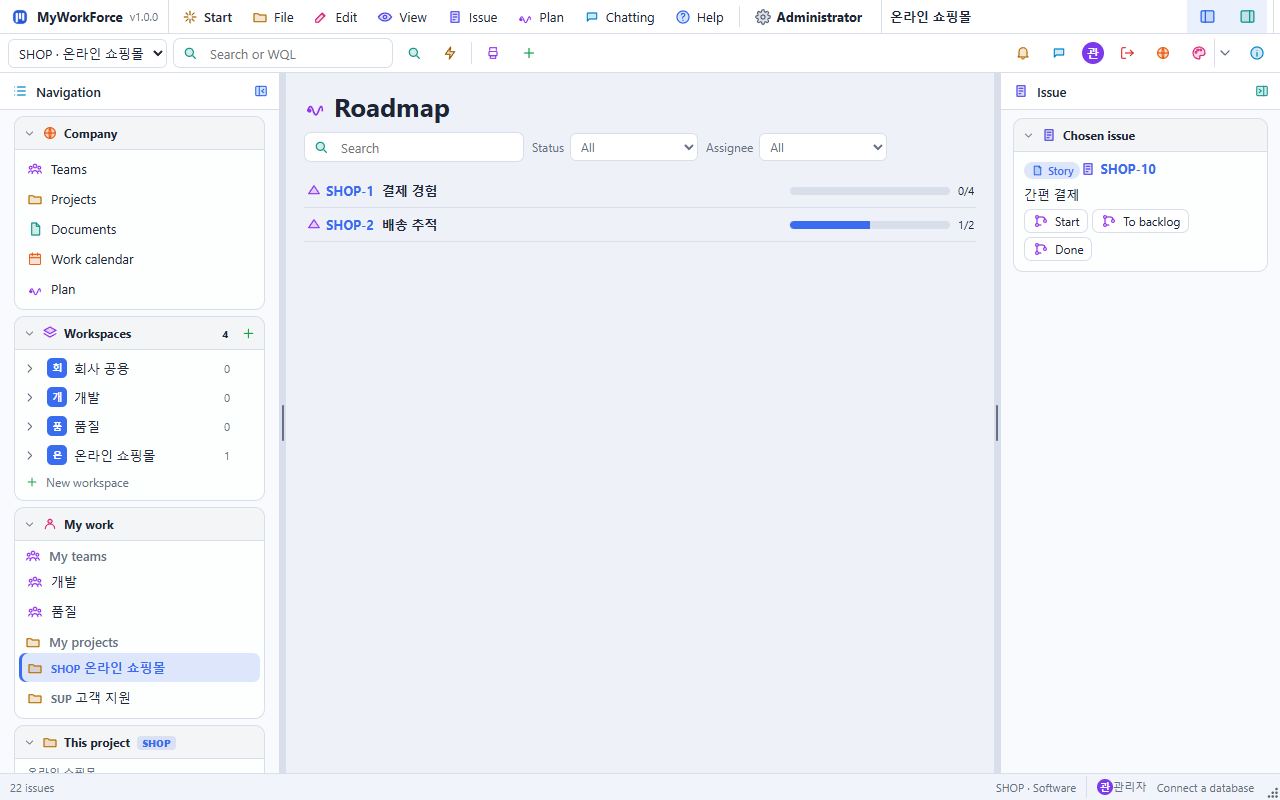 MyWorkForce v1.0.0 Start File Edit View Issue Plan Chatting Help Administrator 온라인 쇼핑몰
SHOP · 온라인 쇼핑몰 Search or WQL 관
Navigation
Company
Teams
Projects
Documents
Work calendar
Plan
Workspaces 4
회 회사 공용 0
개 개발 0
품 품질 0
온 온라인 쇼핑몰 1
New workspace
My work
My teams
개발
품질
My projects
SHOP 온라인 쇼핑몰
SUP 고객 지원
This project SHOP
온라인 쇼핑몰
Roadmap
Search Status All Assignee All
SHOP-1 결제 경험 0/4
SHOP-2 배송 추적 1/2
Issue
Chosen issue
Story SHOP-10
간편 결제
Start To backlog
Done
22 issues SHOP · Software 관 관리자 Connect a database